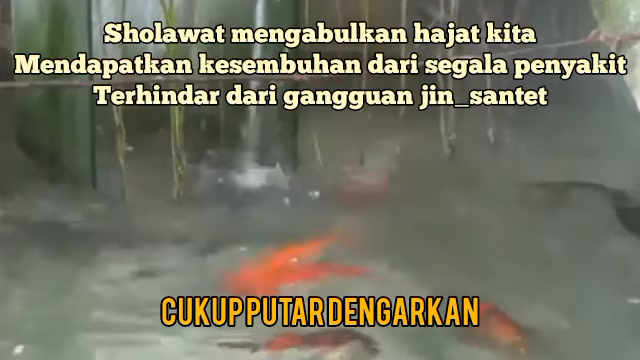 Sholawat mengabulkan hajat kita
Mendapatkan kesembuhan dari segala penyakit
Terhindar dari gangguan jin_santet
CUKUP PUTAR DENGARKAN